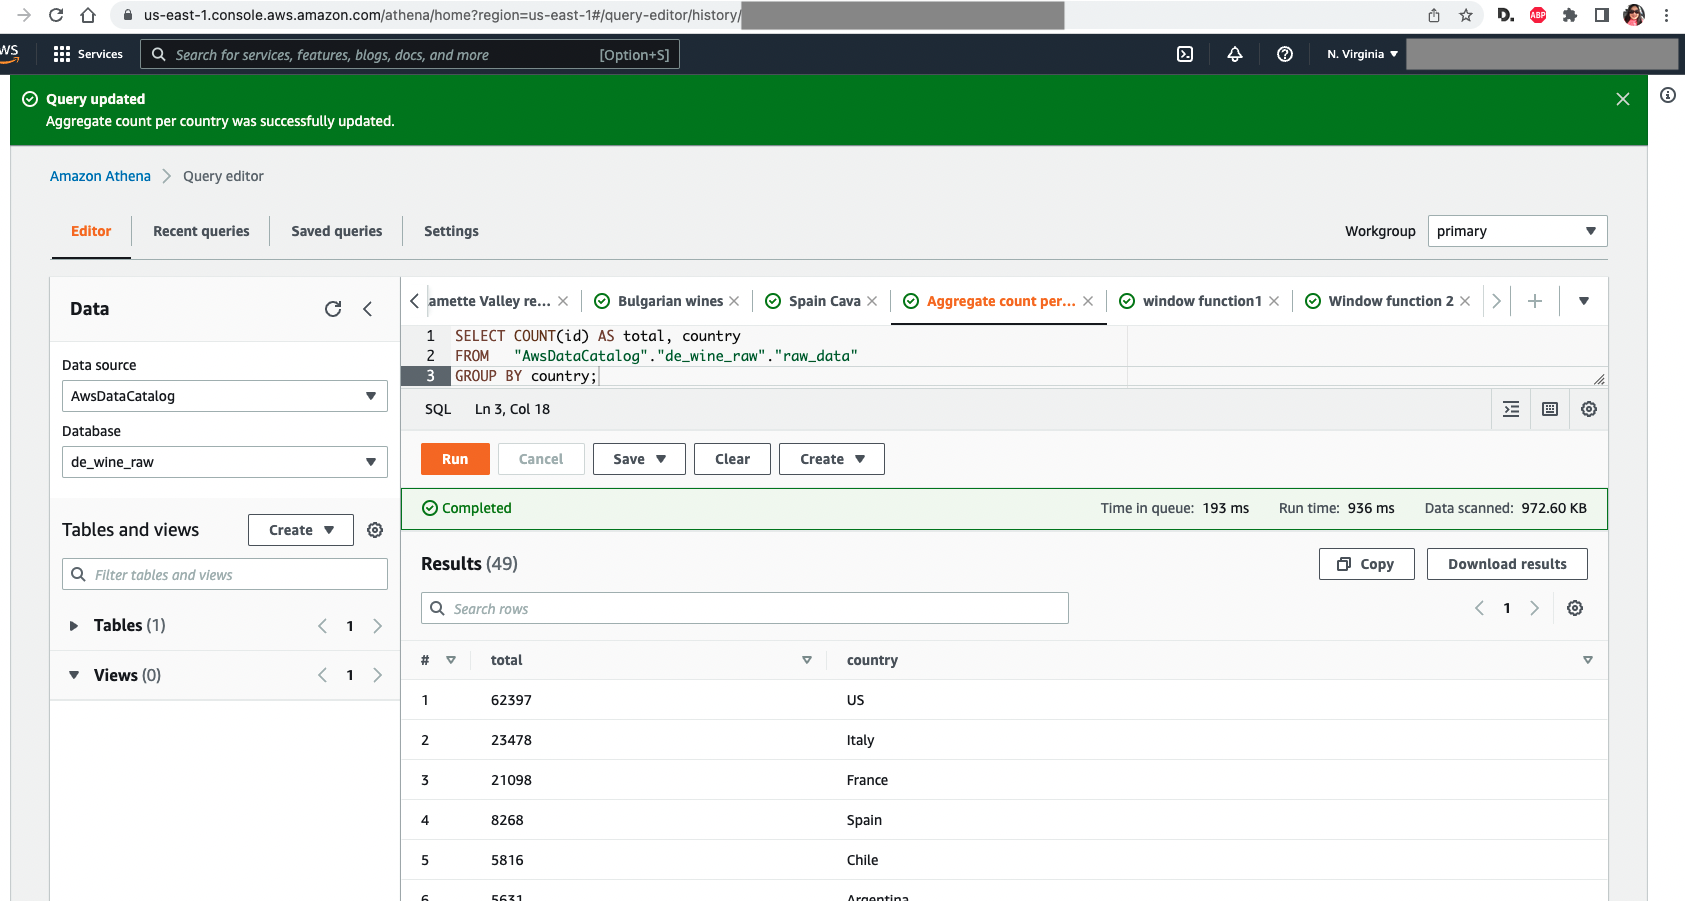 us-east-1.console.aws.amazon.com/athena/home?region=us-east-1#/query-editor/history/
D.
ABP
WS
Services
Search for services, features, blogs, docs, and more
[Option+S]
N. Virginia
Query updated
Aggregate count per country was successfully updated.
Amazon Athena
Query editor
Editor
Recent queries
Saved queries
Settings
Workgroup
primary
Data
Data source
AwsDataCatalog
Database
de_wine_raw
Tables and views
Create
Filter tables and views
Tables (1)
1
Views (0)
1
amette Valley re...
Bulgarian wines
Spain Cava
Aggregate count per...
window function1
Window function 2
1 SELECT COUNT(id) AS total, country
2 FROM "AwsDataCatalog"."de_wine_raw"."raw_data"
3 GROUP BY country;
SQL
Ln 3, Col 18
Run
Cancel
Save
Clear
Create
Completed
Time in queue: 193 ms
Run time: 936 ms
Data scanned: 972.60 KB
Results (49)
Copy
Download results
Search rows
1
# total country
1 62397 US
2 23478 Italy
3 21098 France
4 8268 Spain
5 5816 Chile
6 5631 Argentina